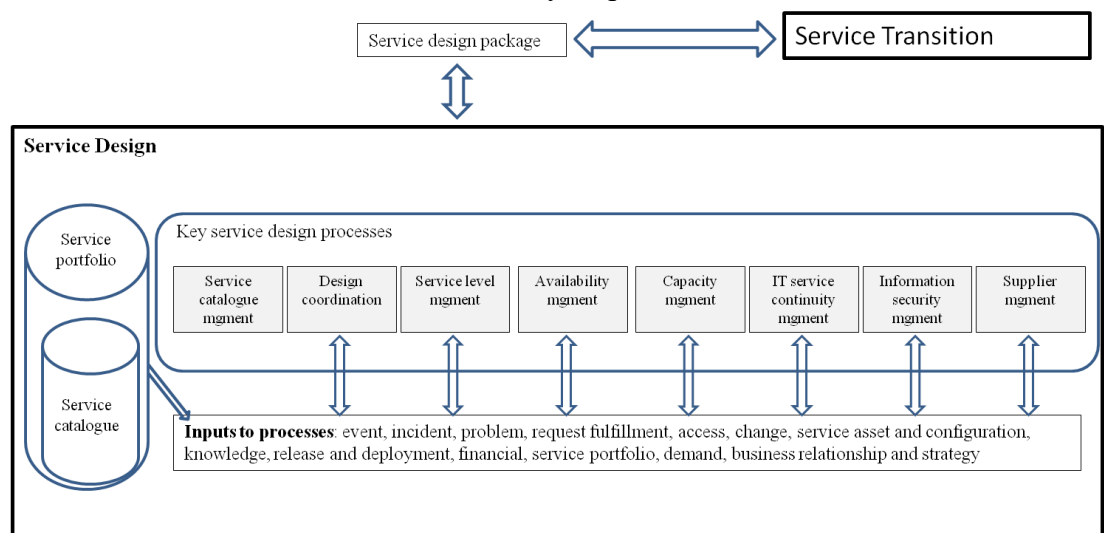 Service design package
Service Transition
Service Design
Service
portfolio
Key service design processes
Service
catalogue
mgment
Design
coordination
Service level
mgment
Availability
mgment
Capacity
mgment
IT service
continuity
mgment
Information
security
mgment
Supplier
mgment
Service
catalogue
Inputs to processes: event, incident, problem, request fulfillment, access, change, service asset and configuration,
knowledge, release and deployment, financial, service portfolio, demand, business relationship and strategy